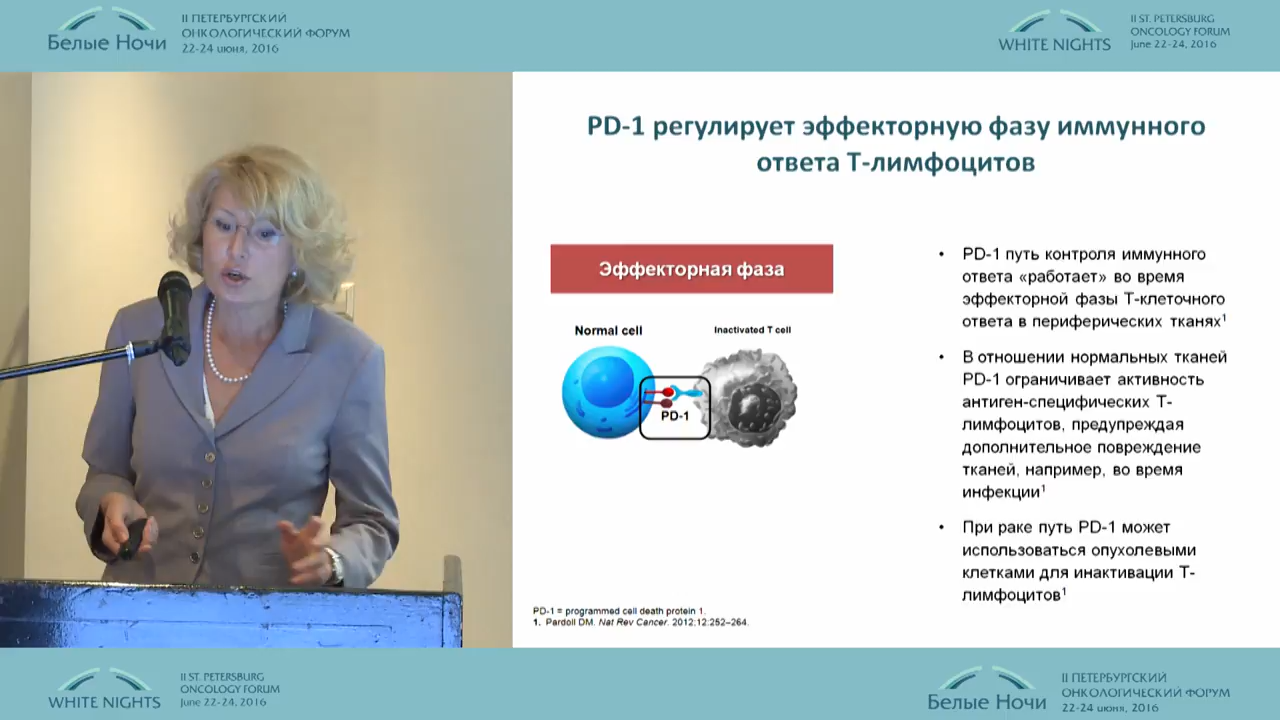 Белые Ночи
II ПЕТЕРБУРГСКИЙ
ОНКОЛОГИЧЕСКИЙ ФОРУМ
22-24 июня, 2016
WHITE NIGHTS
II ST. PETERSBURG
ONCOLOGY FORUM
June 22-24, 2016
PD-1 регулирует эффекторную фазу иммунного
ответа Т-лимфоцитов
Эффекторная фаза
Normal cell
Inactivated T cell
PD-1
• PD-1 путь контроля иммунного
ответа «работает» во время
эффекторной фазы Т-клеточного
ответа в периферических тканях¹
• В отношении нормальных тканей
PD-1 ограничивает активность
антиген-специфических Т-
лимфоцитов, предупреждая
дополнительное повреждение
тканей, например, во время
инфекции¹
• При раке путь PD-1 может
использоваться опухолевыми
клетками для инактивации Т-
лимфоцитов¹
PD-1 = programmed cell death protein 1.
1. Pardoll DM. Nat Rev Cancer. 2012;12:252–264.
WHITE NIGHTS
II ST. PETERSBURG
ONCOLOGY FORUM
June 22-24, 2016
Белые Ночи
II ПЕТЕРБУРГСКИЙ
ОНКОЛОГИЧЕСКИЙ ФОРУМ
22-24 июня, 2016